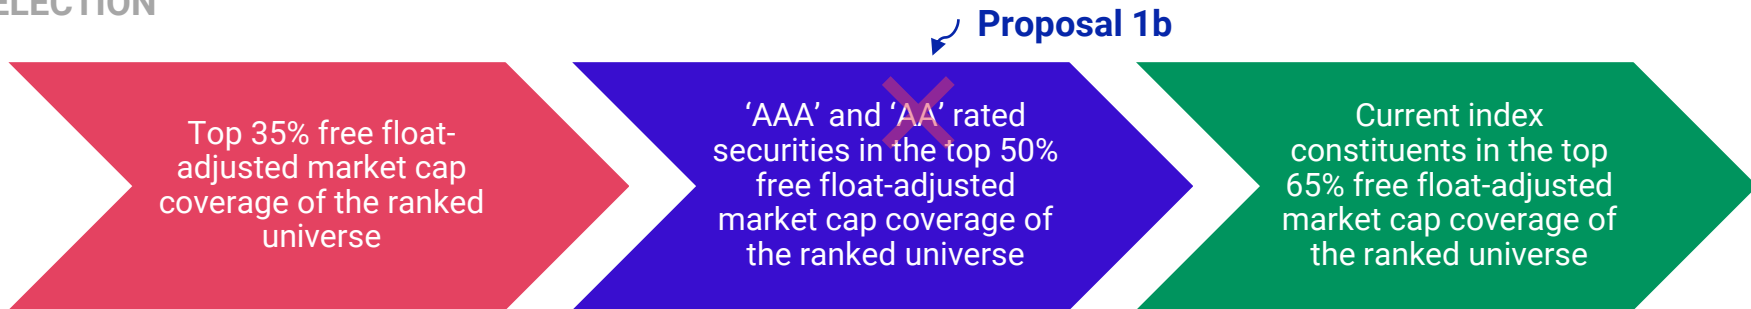 ELECTION
Proposal 1b
Top 35% free float-
adjusted market cap
coverage of the ranked
universe
‘AAA’ and ‘AA’ rated
securities in the top 50%
free float-adjusted
market cap coverage of
the ranked universe
Current index
constituents in the top
65% free float-adjusted
market cap coverage of
the ranked universe